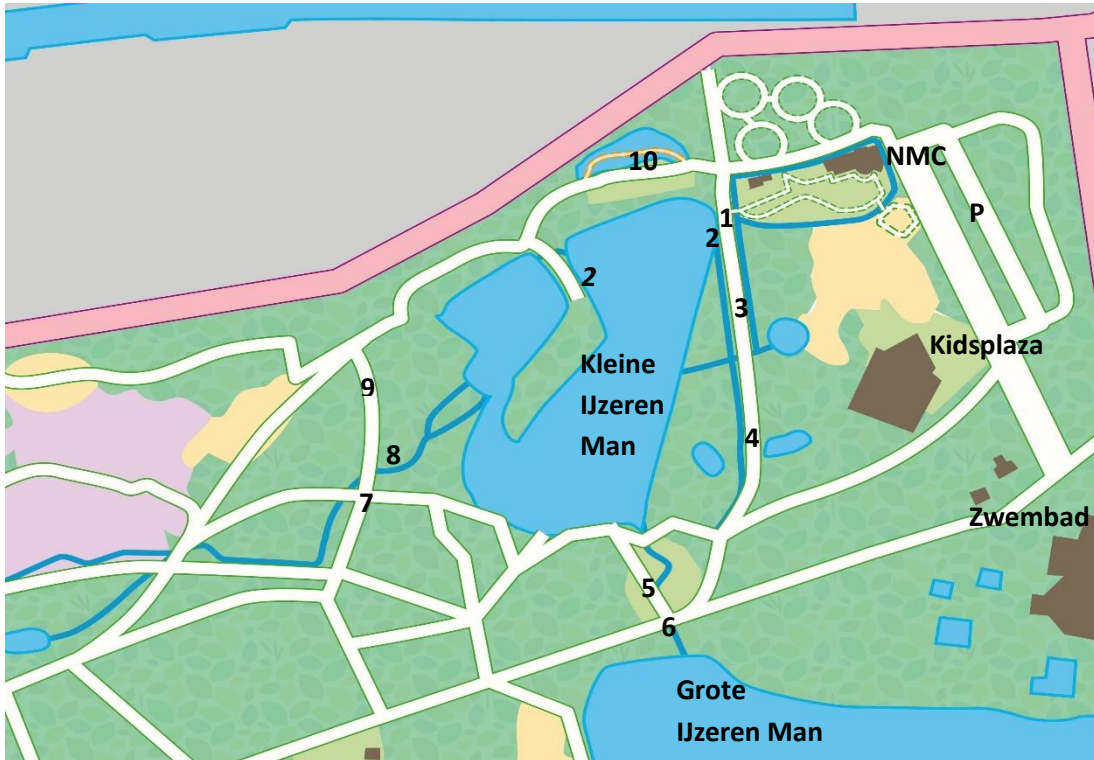 10
NMC
P
1
2
2
3
Kidsplaza
Kleine
IJzeren
Man
9
4
8
7
Zwembad
5
6
Grote
IJzeren Man